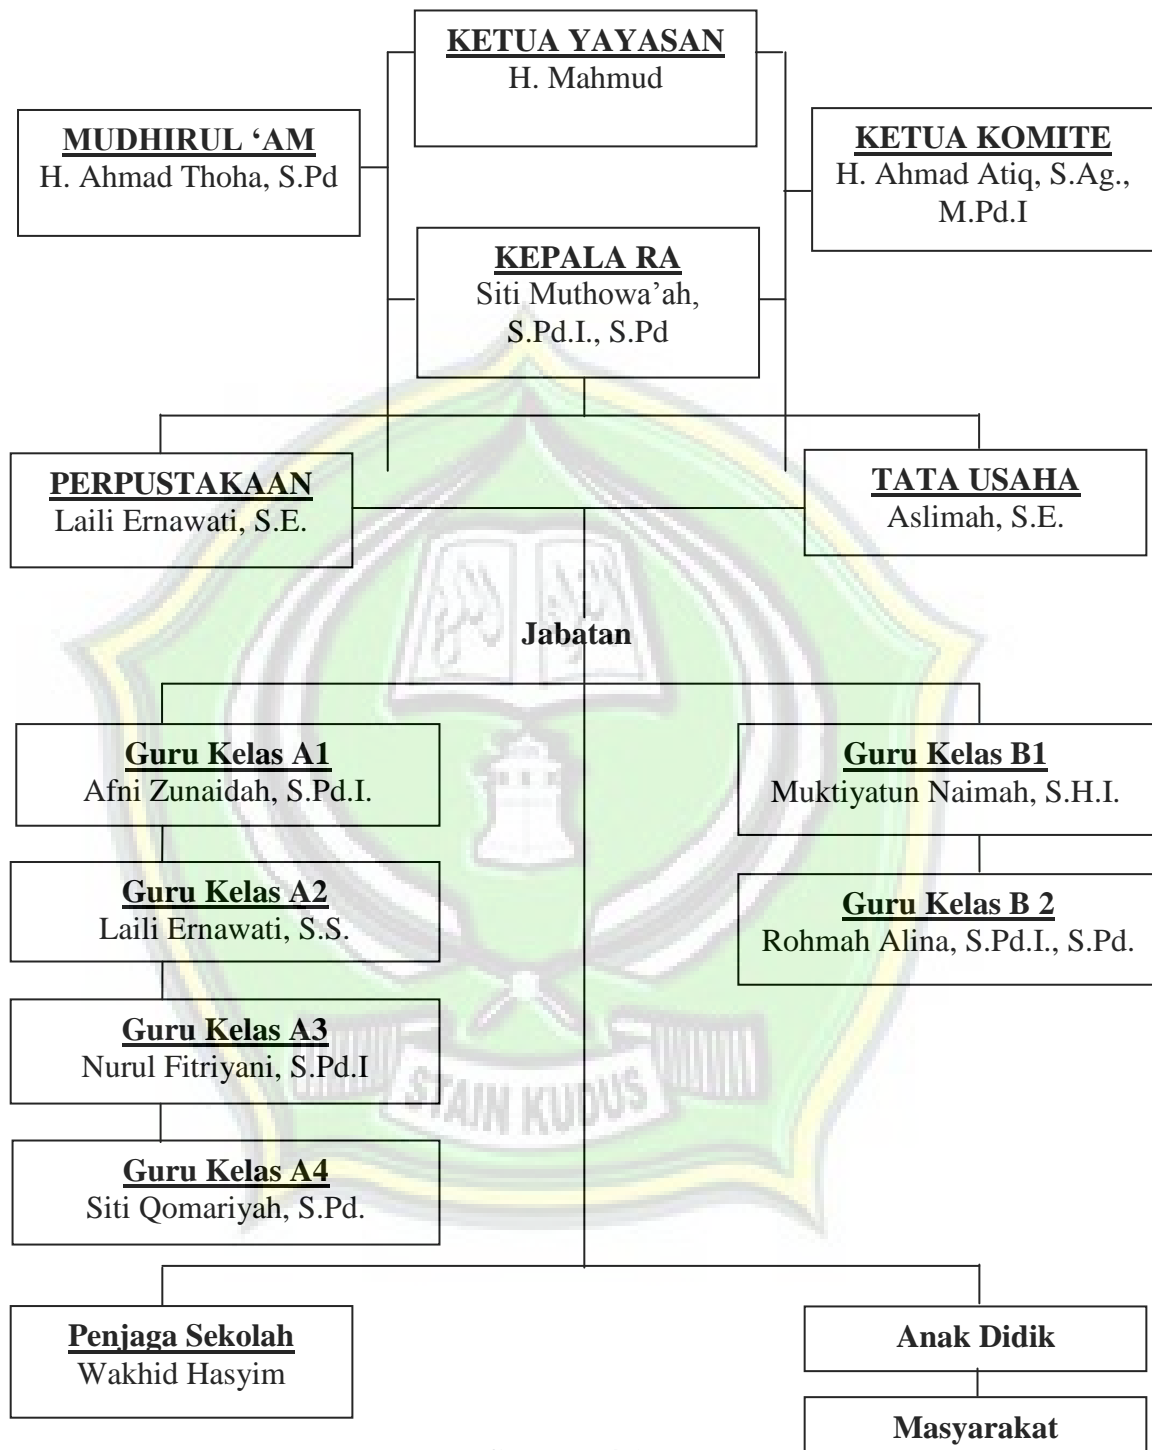 KETUA YAYASAN
H. Mahmud
MUDHIRUL ‘AM
H. Ahmad Thoha, S.Pd
KETUA KOMITE
H. Ahmad Atiq, S.Ag.,
M.Pd.I
KEPALA RA
Siti Muthowa’ah,
S.Pd.I., S.Pd
PERPUSTAKAAN
Laili Ernawati, S.E.
TATA USAHA
Aslimah, S.E.
Jabatan
Guru Kelas A1
Afni Zunaidah, S.Pd.I.
Guru Kelas B1
Muktiyatun Naimah, S.H.I.
Guru Kelas A2
Laili Ernawati, S.S.
Guru Kelas B 2
Rohmah Alina, S.Pd.I., S.Pd.
Guru Kelas A3
Nurul Fitriyani, S.Pd.I
Guru Kelas A4
Siti Qomariyah, S.Pd.
STAIN KUDUS
Penjaga Sekolah
Wakhid Hasyim
Anak Didik
Masyarakat